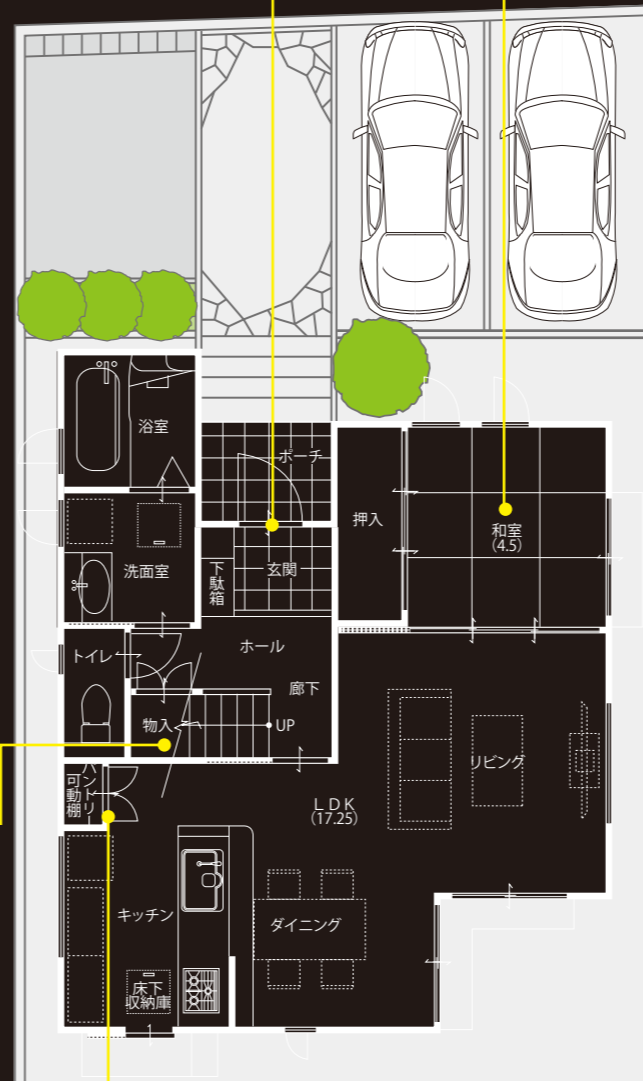 浴室
ポーチ
押入
和室
(4.5)
洗面室
下駄箱
玄関
トイレ
ホール
廊下
物入
UP
パントリー
可動棚
リビング
LDK
(17.25)
キッチン
ダイニング
床下
収納庫